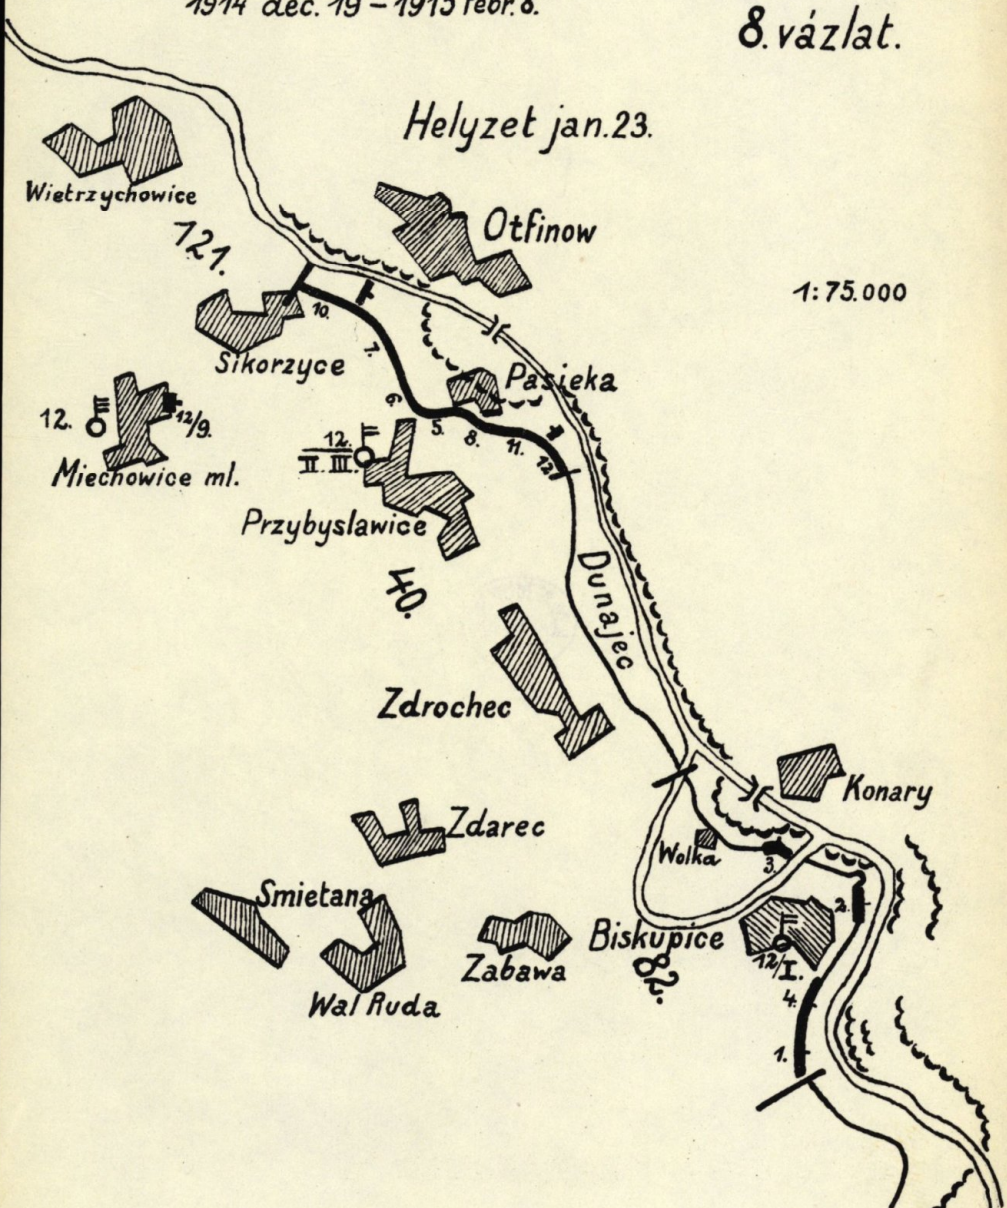 1914 dec. 19 – 1915 febr. 8.
8. vázlat.
Helyzet jan. 23.
Wietrzychowice
121.
Otfinow
1:75.000
10.
Sikorzyce
7.
Pasieka
12.
12/9.
6.
5.
8.
11.
12.
12.
II. III.
Miechowice ml.
Przybyslawice
40.
Dunajec
Zdrochec
Konary
Zdarec
Wolka
3.
Smietana
2.
Biskupice
Zabawa
82.
12/I.
Wal Ruda
4.
1.